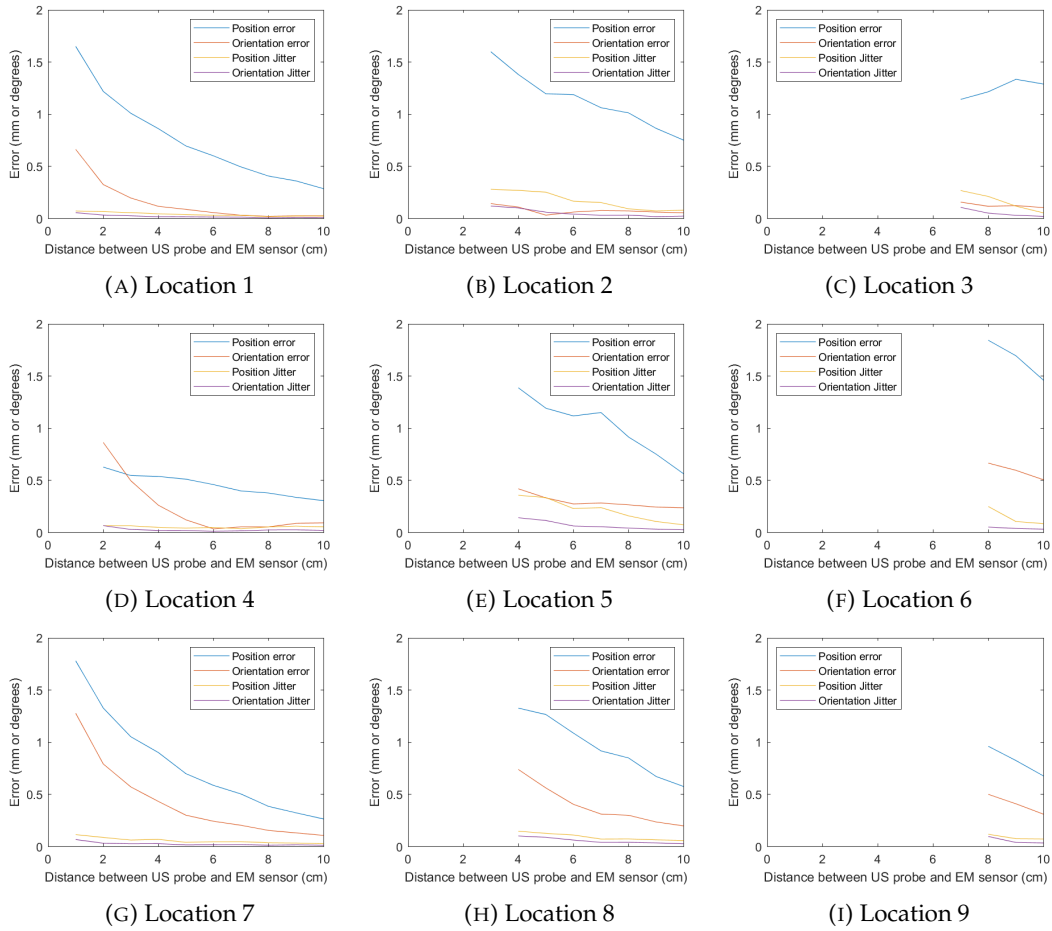 2
1.5
1
0.5
0
Error (mm or degrees)
Position error
Orientation error
Position Jitter
Orientation Jitter
0 2 4 6 8 10
Distance between US probe and EM sensor (cm)
(A) Location 1
2
1.5
1
0.5
0
Error (mm or degrees)
Position error
Orientation error
Position Jitter
Orientation Jitter
0 2 4 6 8 10
Distance between US probe and EM sensor (cm)
(B) Location 2
2
1.5
1
0.5
0
Error (mm or degrees)
Position error
Orientation error
Position Jitter
Orientation Jitter
0 2 4 6 8 10
Distance between US probe and EM sensor (cm)
(C) Location 3
2
1.5
1
0.5
0
Error (mm or degrees)
Position error
Orientation error
Position Jitter
Orientation Jitter
0 2 4 6 8 10
Distance between US probe and EM sensor (cm)
(D) Location 4
2
1.5
1
0.5
0
Error (mm or degrees)
Position error
Orientation error
Position Jitter
Orientation Jitter
0 2 4 6 8 10
Distance between US probe and EM sensor (cm)
(E) Location 5
2
1.5
1
0.5
0
Error (mm or degrees)
Position error
Orientation error
Position Jitter
Orientation Jitter
0 2 4 6 8 10
Distance between US probe and EM sensor (cm)
(F) Location 6
2
1.5
1
0.5
0
Error (mm or degrees)
Position error
Orientation error
Position Jitter
Orientation Jitter
0 2 4 6 8 10
Distance between US probe and EM sensor (cm)
(G) Location 7
2
1.5
1
0.5
0
Error (mm or degrees)
Position error
Orientation error
Position Jitter
Orientation Jitter
0 2 4 6 8 10
Distance between US probe and EM sensor (cm)
(H) Location 8
2
1.5
1
0.5
0
Error (mm or degrees)
Position error
Orientation error
Position Jitter
Orientation Jitter
0 2 4 6 8 10
Distance between US probe and EM sensor (cm)
(I) Location 9